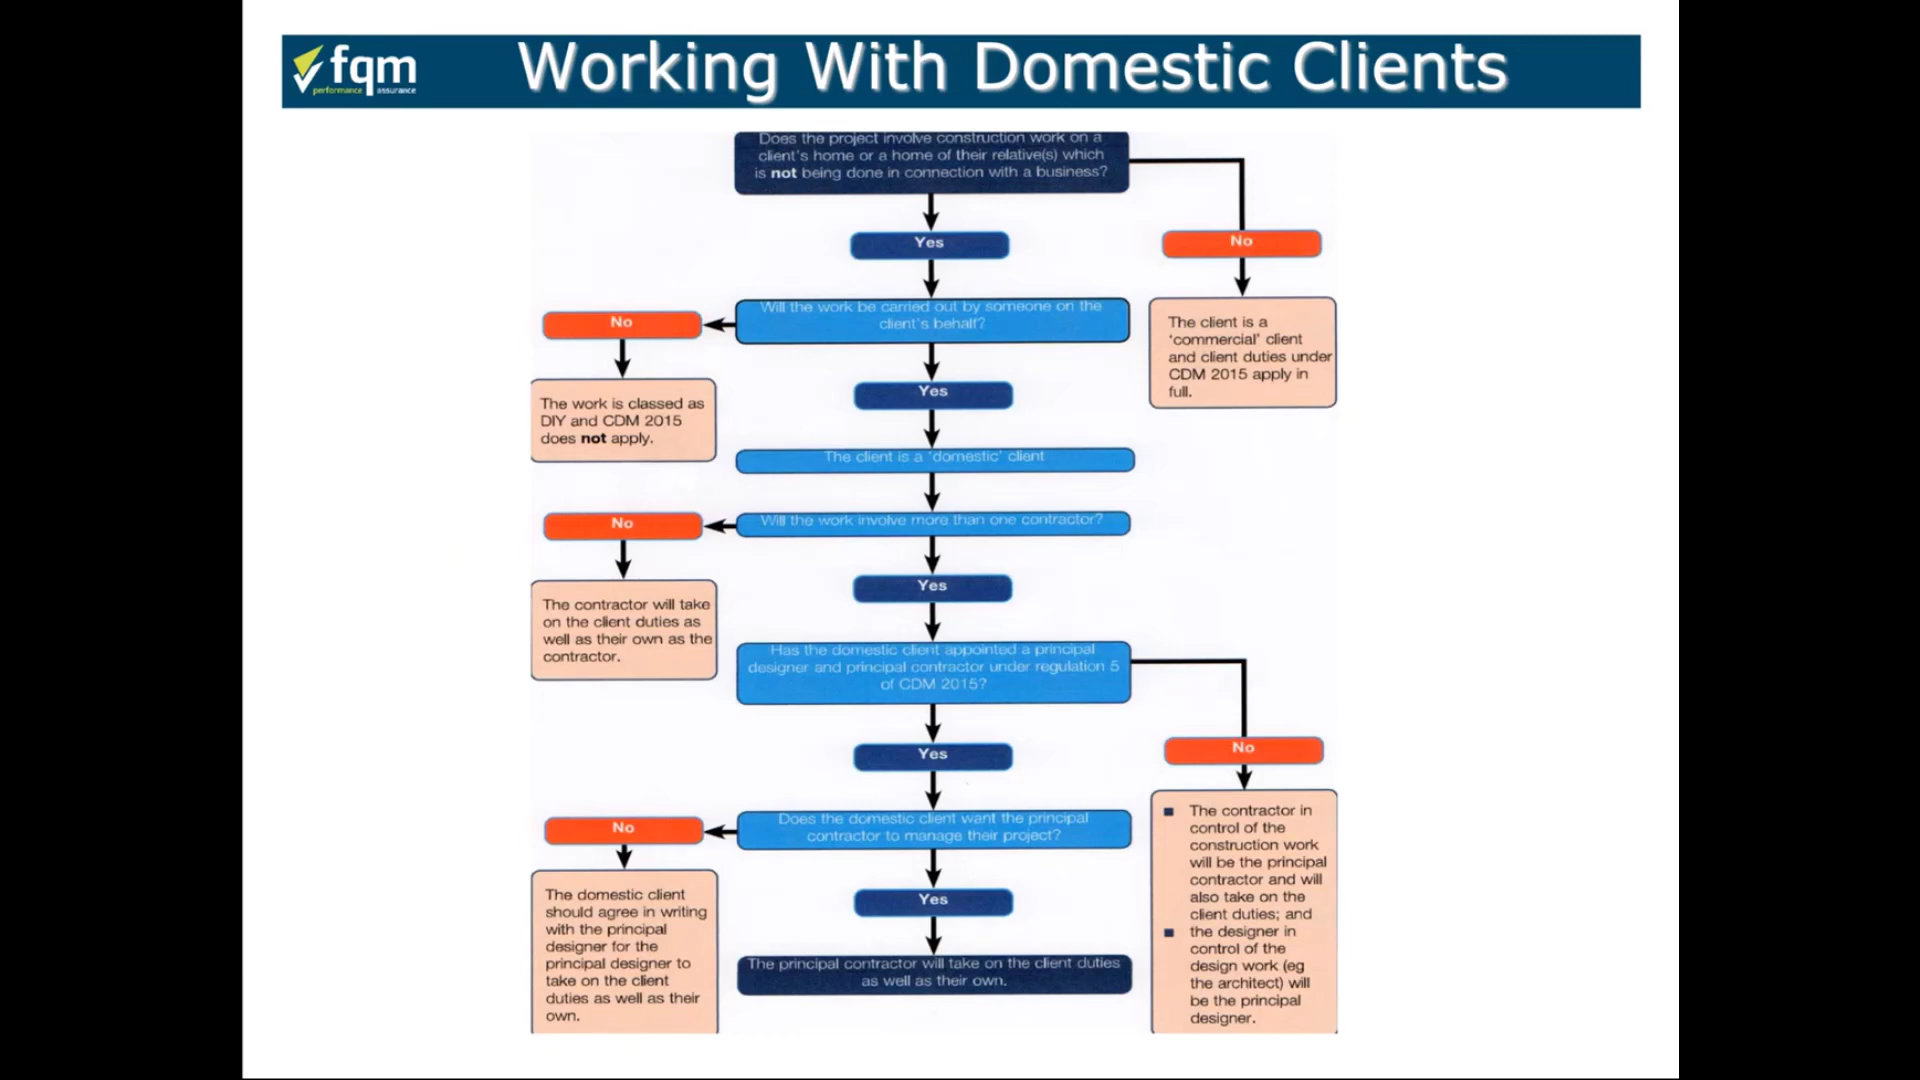 fqm
performance assurance
Working With Domestic Clients
Does the project involve construction work on a
client's home or a home of their relative(s) which
is not being done in connection with a business?
Yes
No
Will the work be carried out by someone on the
client's behalf?
No
The client is a
'commercial' client
and client duties under
CDM 2015 apply in
full.
Yes
The work is classed as
DIY and CDM 2015
does not apply.
The client is a 'domestic' client
Will the work involve more than one contractor?
No
Yes
The contractor will take
on the client duties as
well as their own as the
contractor.
Has the domestic client appointed a principal
designer and principal contractor under regulation 5
of CDM 2015?
Yes
No
Does the domestic client want the principal
contractor to manage their project?
No
The contractor in
control of the
construction work
will be the principal
contractor and will
also take on the
client duties; and
the designer in
control of the
design work (eg
the architect) will
be the principal
designer.
Yes
The domestic client
should agree in writing
with the principal
designer for the
principal designer to
take on the client
duties as well as their
own.
The principal contractor will take on the client duties
as well as their own.